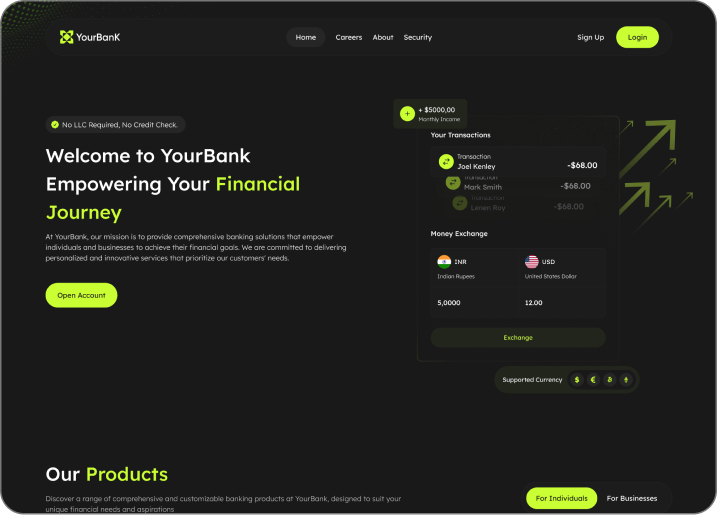 YourBanK
Home
Careers
About
Security
Sign Up
Login
No LLC Required, No Credit Check.
Welcome to YourBank
Empowering Your Financial
Journey
At YourBank, our mission is to provide comprehensive banking solutions that empower
individuals and businesses to achieve their financial goals. We are committed to delivering
personalized and innovative services that prioritize our customers' needs.
Open Account
+ $5000,00
Monthly Income
Your Transactions
Transaction
Joel Kenley
-$68.00
Transaction
Mark Smith
-$68.00
Transaction
Lenen Roy
-$68.00
Money Exchange
INR
Indian Rupees
USD
United States Dollar
5,0000
12.00
Exchange
Supported Currency
$ € ₿
Our Products
Discover a range of comprehensive and customizable banking products at YourBank, designed to suit your
unique financial needs and aspirations
For Individuals
For Businesses